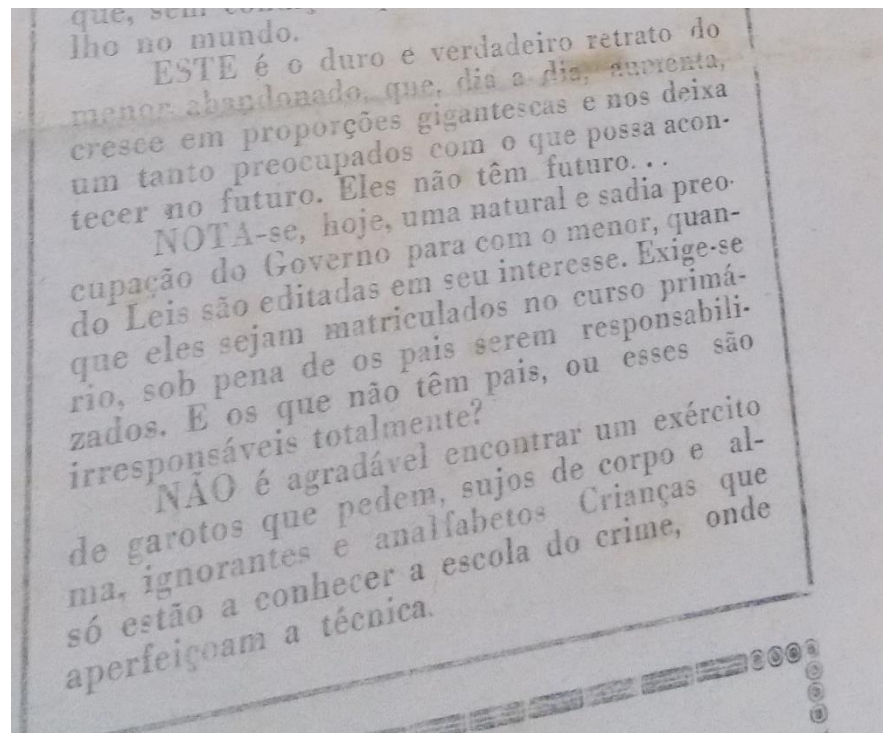 que, sem
lho no mundo.
ESTE é o duro e verdadeiro retrato do
menor abandonado, que, dia a dia, aumenta,
cresce em proporções gigantescas e nos deixa
um tanto preocupados com o que possa acon-
tecer no futuro. Eles não têm futuro...
NOTA-se, hoje, uma natural e sadia preo-
cupação do Governo para com o menor, quan-
do Leis são editadas em seu interesse. Exige-se
que eles sejam matriculados no curso primá-
rio, sob pena de os pais serem responsabili-
zados. E os que não têm pais, ou esses são
irresponsáveis totalmente?
NÃO é agradável encontrar um exército
de garotos que pedem, sujos de corpo e al-
ma, ignorantes e analfabetos Crianças que
só estão a conhecer a escola do crime, onde
aperfeiçoam a técnica.